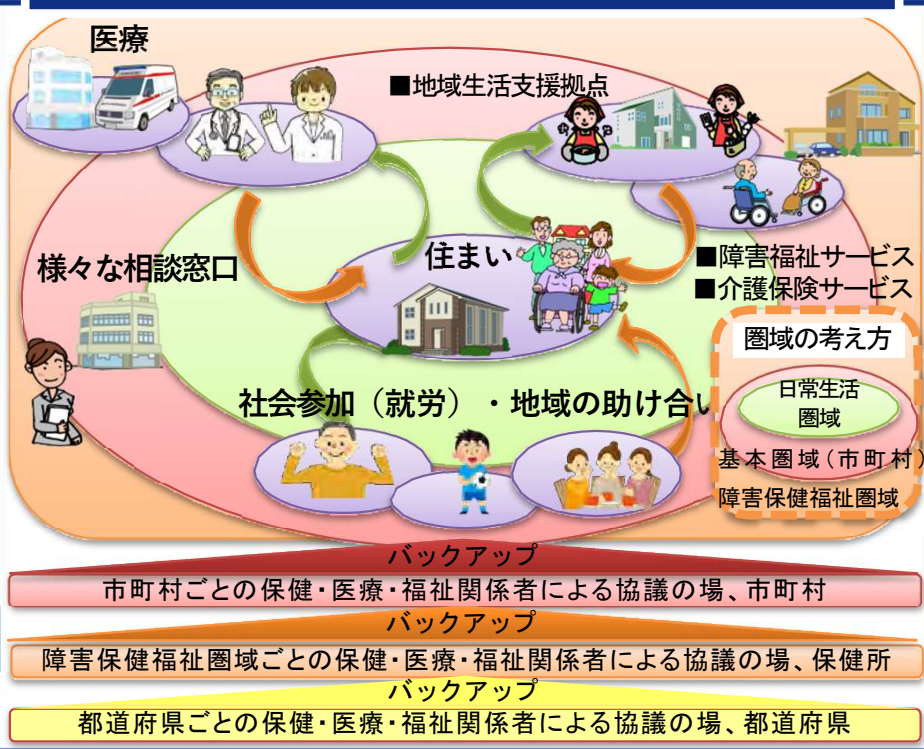 医療
■地域生活支援拠点
住まい
様々な相談窓口
■障害福祉サービス
■介護保険サービス
圏域の考え方
日常生活
圏域
基本圏域(市町村)
障害保健福祉圏域
社会参加(就労)・地域の助け合い
バックアップ
市町村ごとの保健・医療・福祉関係者による協議の場、市町村
バックアップ
障害保健福祉圏域ごとの保健・医療・福祉関係者による協議の場、保健所
バックアップ
都道府県ごとの保健・医療・福祉関係者による協議の場、都道府県